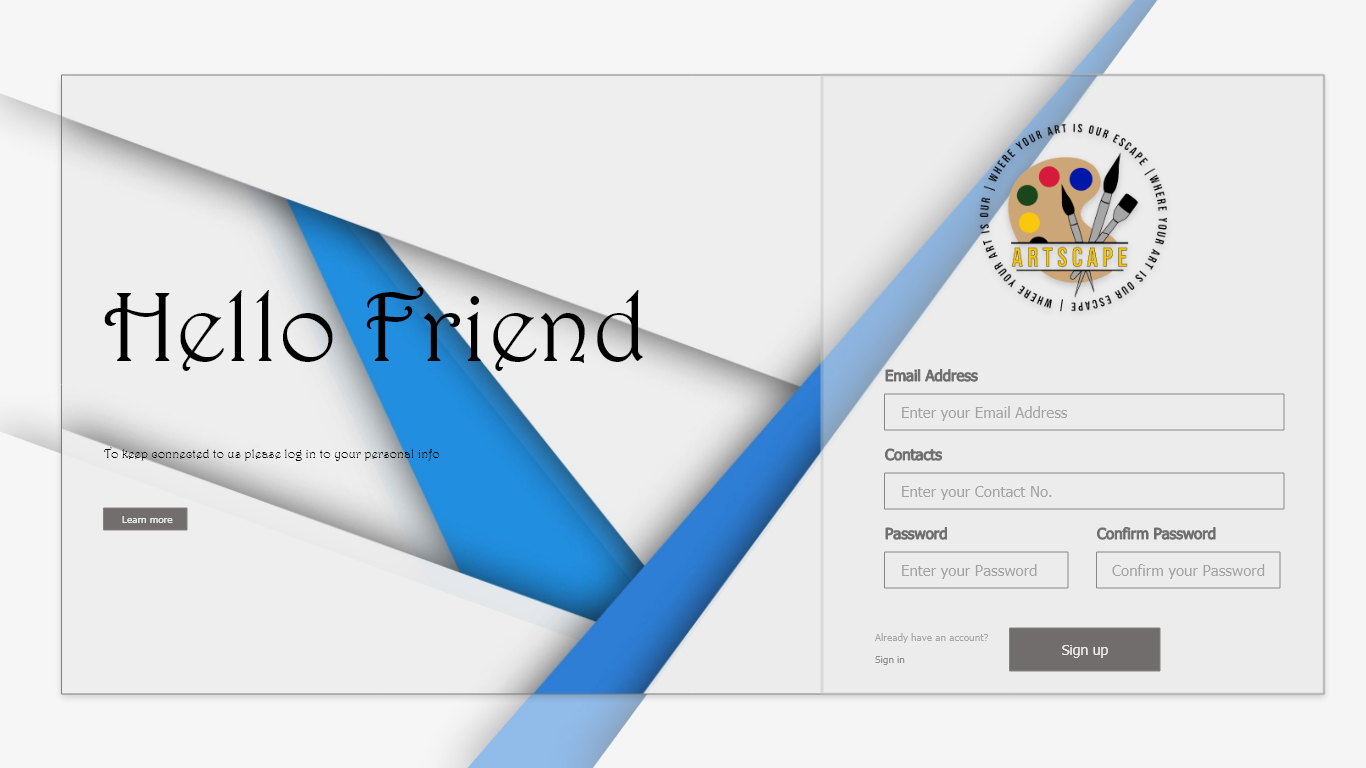 Hello Friend
To keep connected to us please log in to your personal info
Learn more
WHERE YOUR ART IS OUR ESCAPE | WHERE YOUR ART IS OUR ESCAPE | WHERE YOUR ART IS OUR |
ARTSCAPE
Email Address
Enter your Email Address
Contacts
Enter your Contact No.
Password Confirm Password
Enter your Password Confirm your Password
Already have an account?
Sign in
Sign up